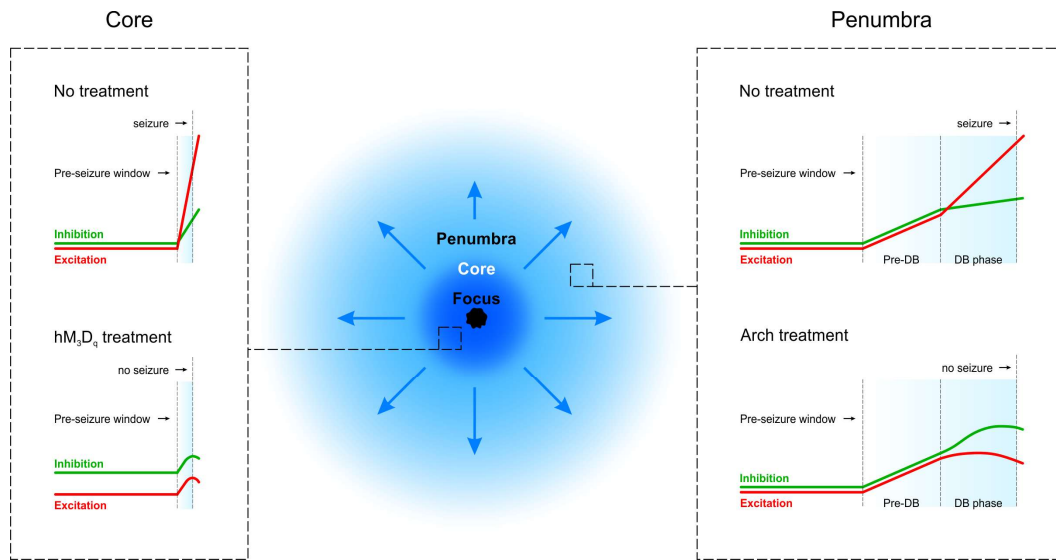 Core
No treatment
seizure →
Pre-seizure window →
Inhibition
Excitation
hM₃Dq treatment
no seizure →
Pre-seizure window →
Inhibition
Excitation
Penumbra
Core
Focus
Penumbra
No treatment
seizure →
Pre-seizure window →
Inhibition
Excitation
Pre-DB DB phase
Arch treatment
no seizure →
Pre-seizure window →
Inhibition
Excitation
Pre-DB DB phase